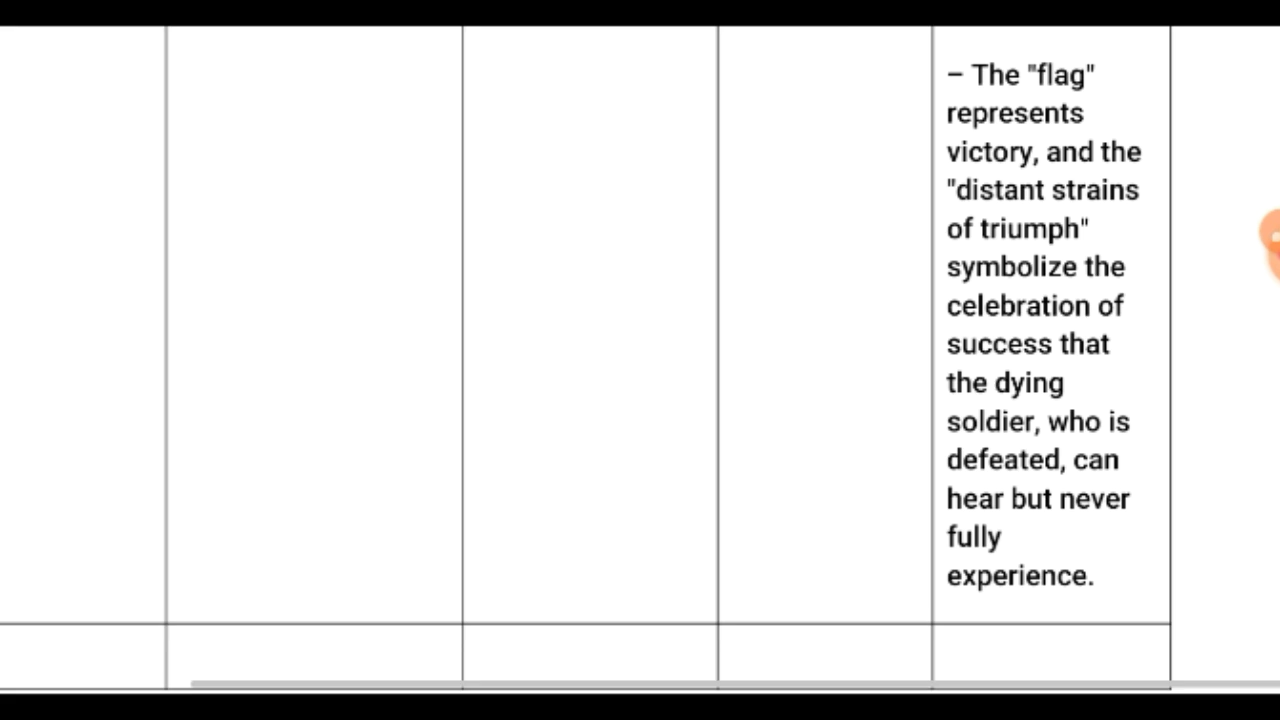 – The "flag"
represents
victory, and the
"distant strains
of triumph"
symbolize the
celebration of
success that
the dying
soldier, who is
defeated, can
hear but never
fully
experience.